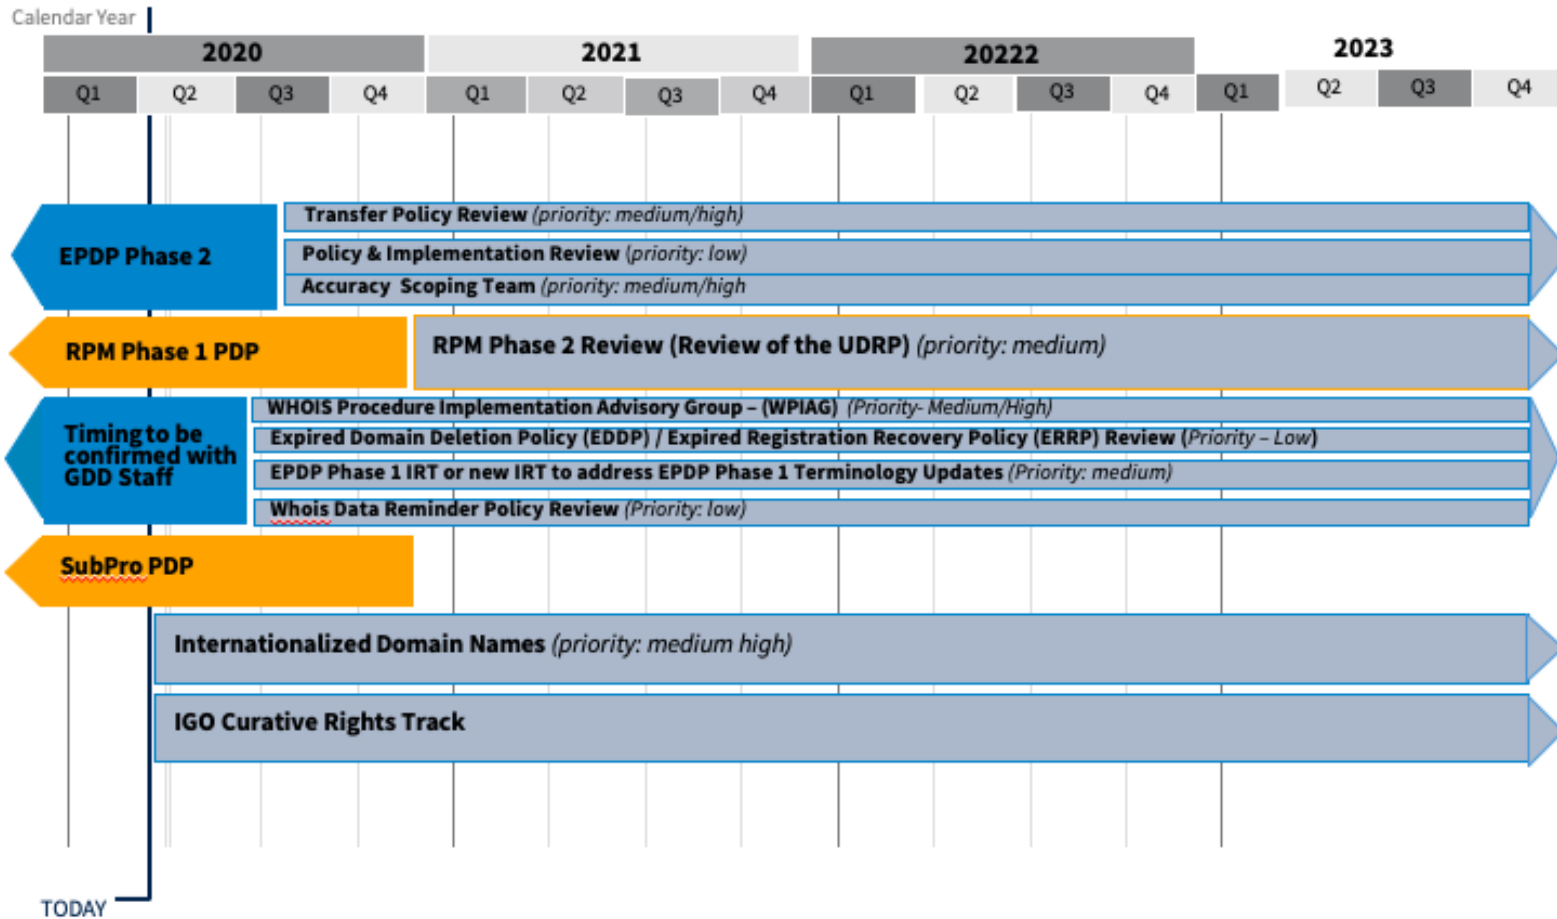 Calendar Year
2020 2021 20222 2023
Q1 Q2 Q3 Q4 Q1 Q2 Q3 Q4 Q1 Q2 Q3 Q4 Q1 Q2 Q3 Q4
EPDP Phase 2
Transfer Policy Review (priority: medium/high)
Policy & Implementation Review (priority: low)
Accuracy Scoping Team (priority: medium/high
RPM Phase 1 PDP
RPM Phase 2 Review (Review of the UDRP) (priority: medium)
Timing to be
confirmed with
GDD Staff
WHOIS Procedure Implementation Advisory Group – (WPIAG) (Priority- Medium/High)
Expired Domain Deletion Policy (EDDP) / Expired Registration Recovery Policy (ERRP) Review (Priority – Low)
EPDP Phase 1 IRT or new IRT to address EPDP Phase 1 Terminology Updates (Priority: medium)
Whois Data Reminder Policy Review (Priority: low)
SubPro PDP
Internationalized Domain Names (priority: medium high)
IGO Curative Rights Track
TODAY